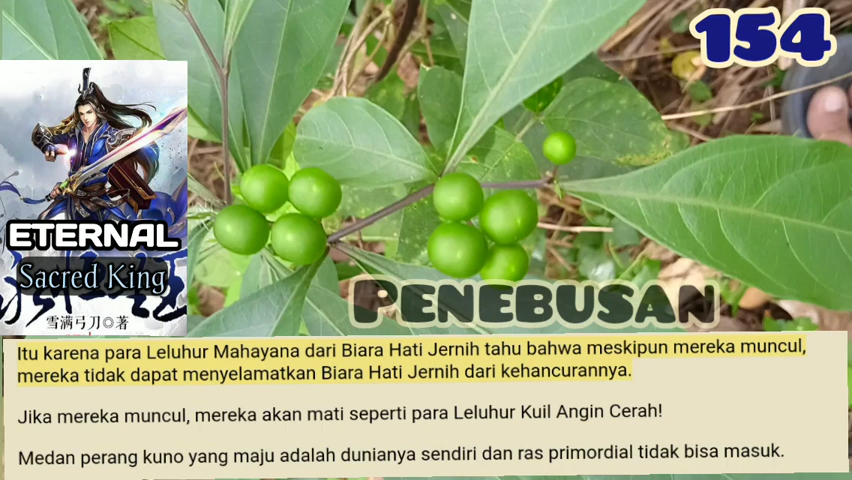 154
ETERNAL
Sacred King
雪满弓刀◎著
PENEBUSAN
Itu karena para Leluhur Mahayana dari Biara Hati Jernih tahu bahwa meskipun mereka muncul,
mereka tidak dapat menyelamatkan Biara Hati Jernih dari kehancurannya.
Jika mereka muncul, mereka akan mati seperti para Leluhur Kuil Angin Cerah!
Medan perang kuno yang maju adalah dunianya sendiri dan ras primordial tidak bisa masuk.